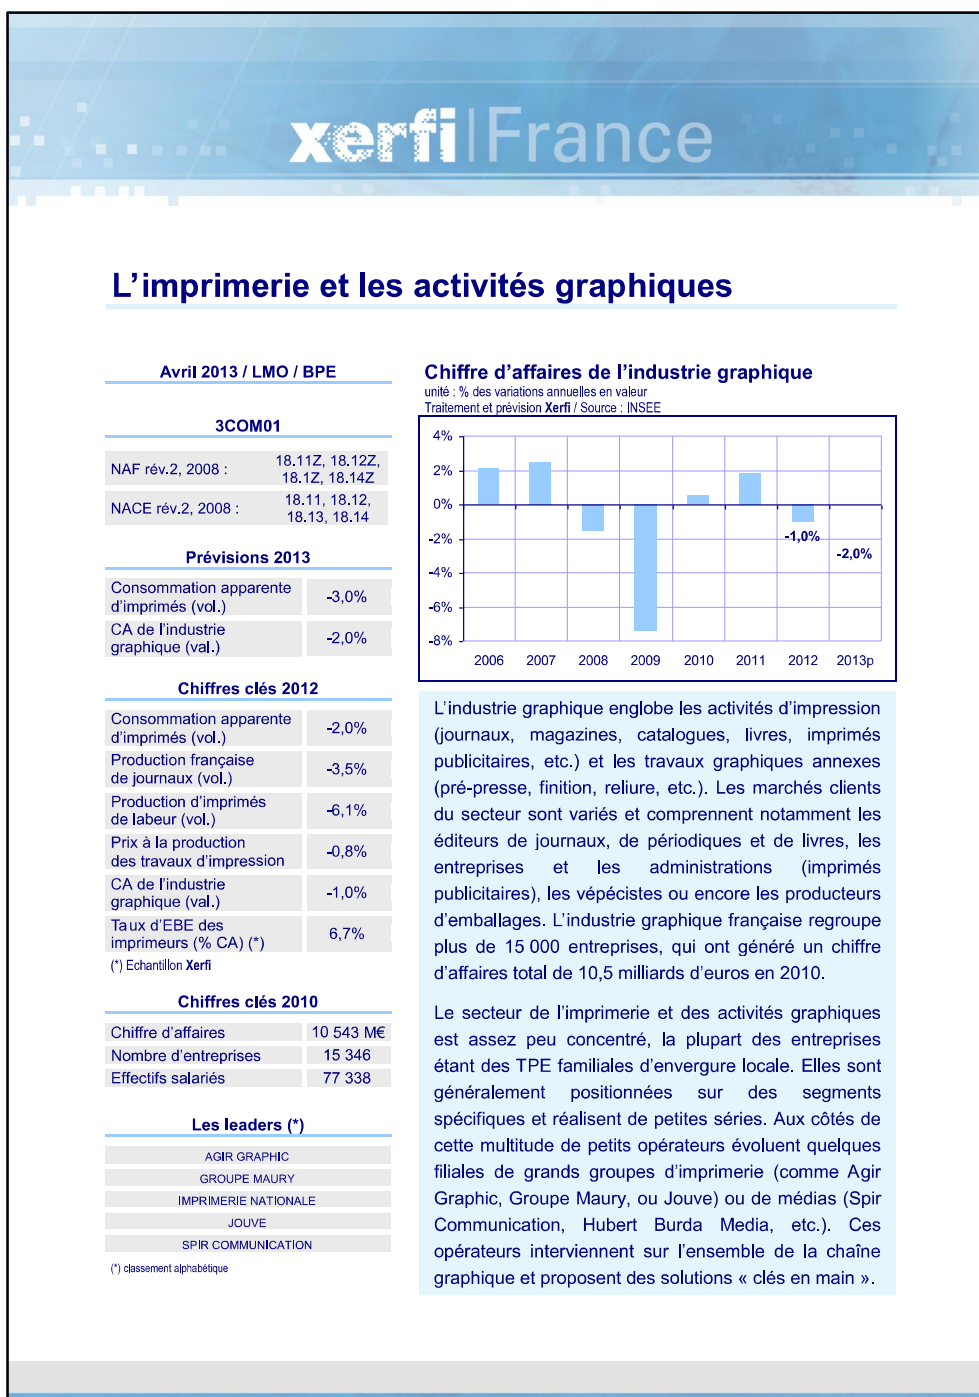 xerfi|France
L'imprimerie et les activités graphiques
Avril 2013 / LMO / BPE
3COM01
NAF rév.2, 2008 :
18.11Z, 18.12Z,
18.1Z, 18.14Z
NACE rév.2, 2008 :
18.11, 18.12,
18.13, 18.14
Prévisions 2013
Consommation apparente
d'imprimés (vol.)
-3,0%
CA de l'industrie
graphique (val.)
-2,0%
Chiffres clés 2012
Consommation apparente
d'imprimés (vol.)
-2,0%
Production française
de journaux (vol.)
-3,5%
Production d'imprimés
de labeur (vol.)
-6,1%
Prix à la production
des travaux d'impression
-0,8%
CA de l'industrie
graphique (val.)
-1,0%
Taux d'EBE des
imprimeurs (% CA) (*)
6,7%
(*) Echantillon Xerfi
Chiffres clés 2010
Chiffre d'affaires 10 543 M€
Nombre d'entreprises 15 346
Effectifs salariés 77 338
Les leaders (*)
AGIR GRAPHIC
GROUPE MAURY
IMPRIMERIE NATIONALE
JOUVE
SPIR COMMUNICATION
(*) classement alphabétique
Chiffre d'affaires de l'industrie graphique
unité : % des variations annuelles en valeur
Traitement et prévision Xerfi / Source : INSEE
4%
2%
0%
-2%
-4%
-6%
-8%
-1,0%
-2,0%
2006 2007 2008 2009 2010 2011 2012 2013p
L'industrie graphique englobe les activités d'impression
(journaux, magazines, catalogues, livres, imprimés
publicitaires, etc.) et les travaux graphiques annexes
(pré-presse, finition, reliure, etc.). Les marchés clients
du secteur sont variés et comprennent notamment les
éditeurs de journaux, de périodiques et de livres, les
entreprises et les administrations (imprimés
publicitaires), les vépécistes ou encore les producteurs
d'emballages. L'industrie graphique française regroupe
plus de 15 000 entreprises, qui ont généré un chiffre
d'affaires total de 10,5 milliards d'euros en 2010.
Le secteur de l'imprimerie et des activités graphiques
est assez peu concentré, la plupart des entreprises
étant des TPE familiales d'envergure locale. Elles sont
généralement positionnées sur des segments
spécifiques et réalisent de petites séries. Aux côtés de
cette multitude de petits opérateurs évoluent quelques
filiales de grands groupes d'imprimerie (comme Agir
Graphic, Groupe Maury, ou Jouve) ou de médias (Spir
Communication, Hubert Burda Media, etc.). Ces
opérateurs interviennent sur l'ensemble de la chaîne
graphique et proposent des solutions « clés en main ».